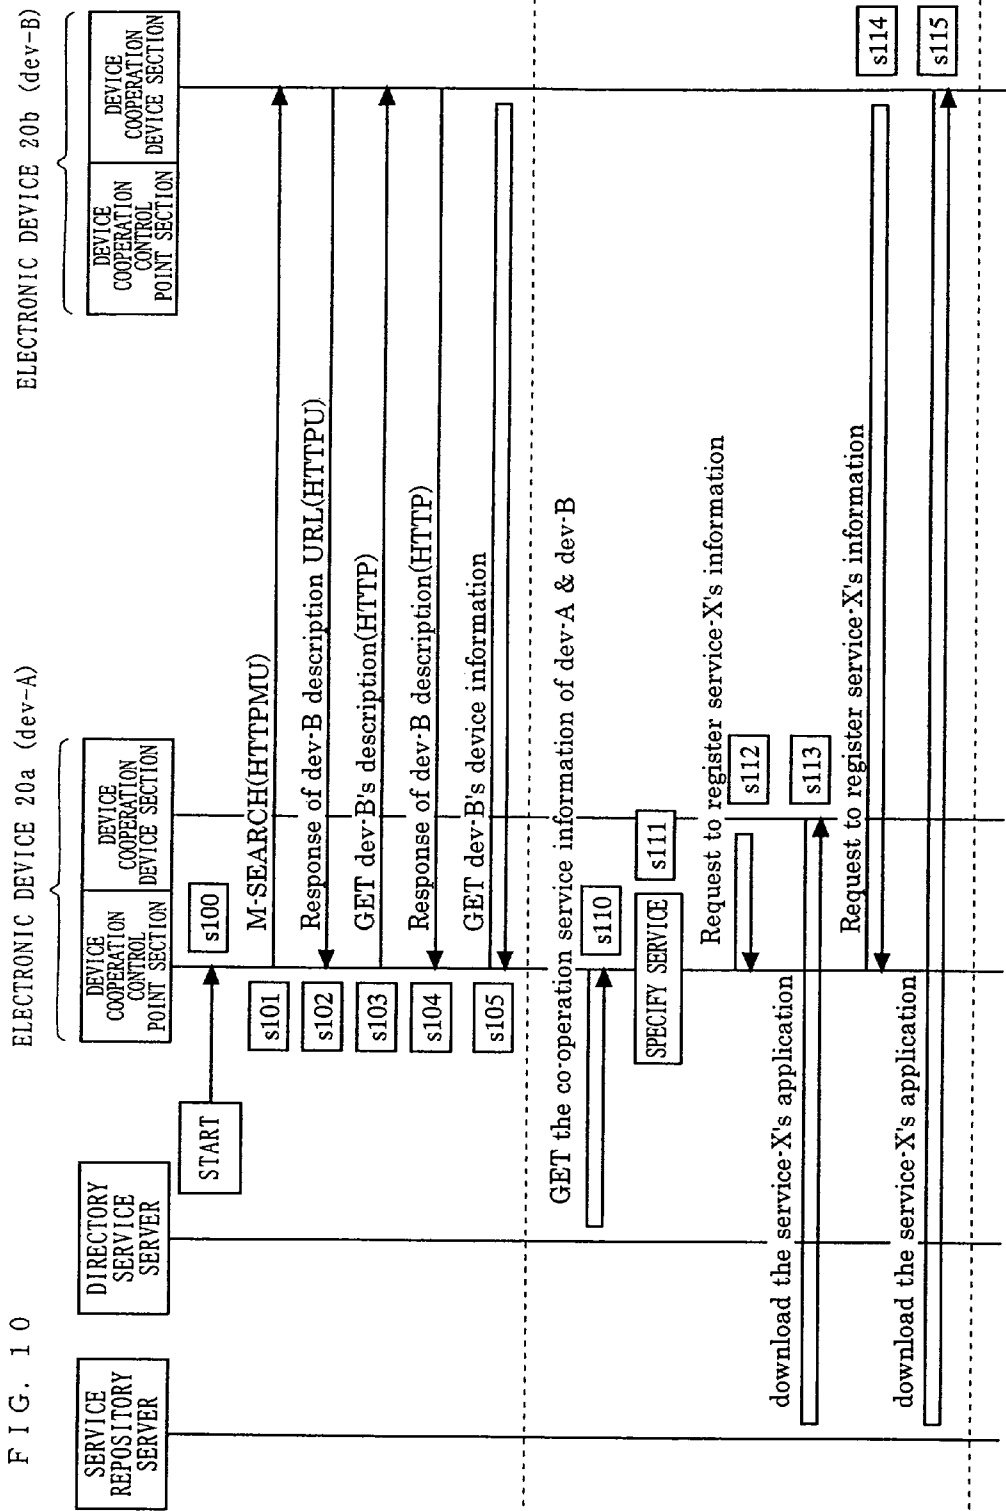 FIG. 10
SERVICE
REPOSITORY
SERVER
DIRECTORY
SERVICE
SERVER
ELECTRONIC DEVICE 20a (dev-A)
DEVICE
COOPERATION
CONTROL
POINT SECTION
DEVICE
COOPERATION
DEVICE SECTION
ELECTRONIC DEVICE 20b (dev-B)
DEVICE
COOPERATION
CONTROL
POINT SECTION
DEVICE
COOPERATION
DEVICE SECTION
START
s100
s101
M-SEARCH(HTTPMU)
s102
Response of dev-B description URL(HTTPU)
s103
GET dev-B's description(HTTP)
s104
Response of dev-B description(HTTP)
s105
GET dev-B's device information
GET the co-operation service information of dev-A & dev-B
s110
SPECIFY SERVICE
s111
Request to register service-X's information
s112
download the service-X's application
s113
Request to register service-X's information
s114
download the service-X's application
s115